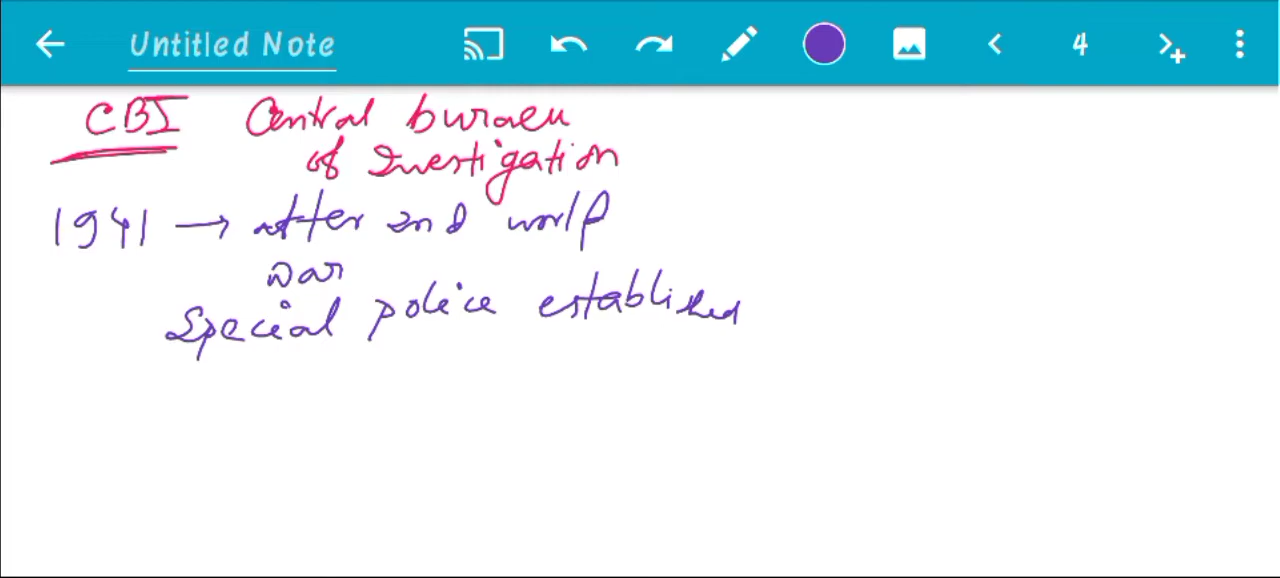 Untitled Note
4
CBI Central bureau
of Investigation
1941 → after 2nd world
war
Special police established